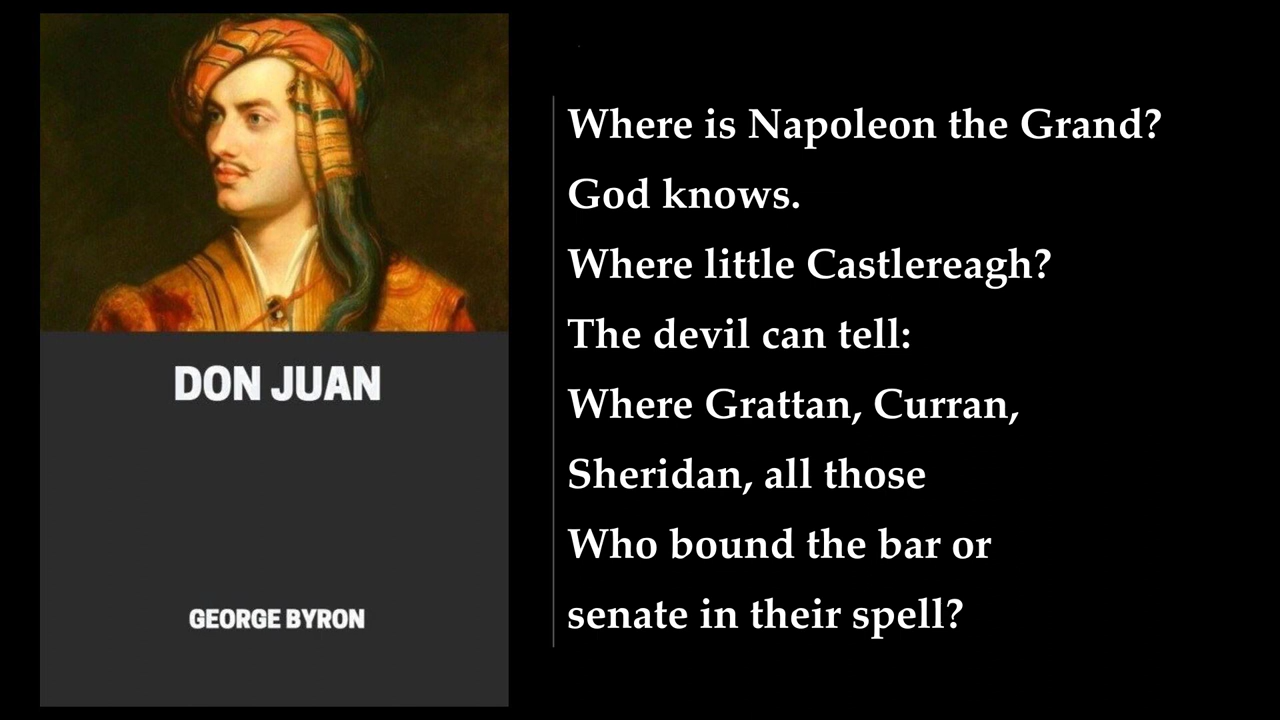 DON JUAN
GEORGE BYRON
Where is Napoleon the Grand?
God knows.
Where little Castlereagh?
The devil can tell:
Where Grattan, Curran,
Sheridan, all those
Who bound the bar or
senate in their spell?